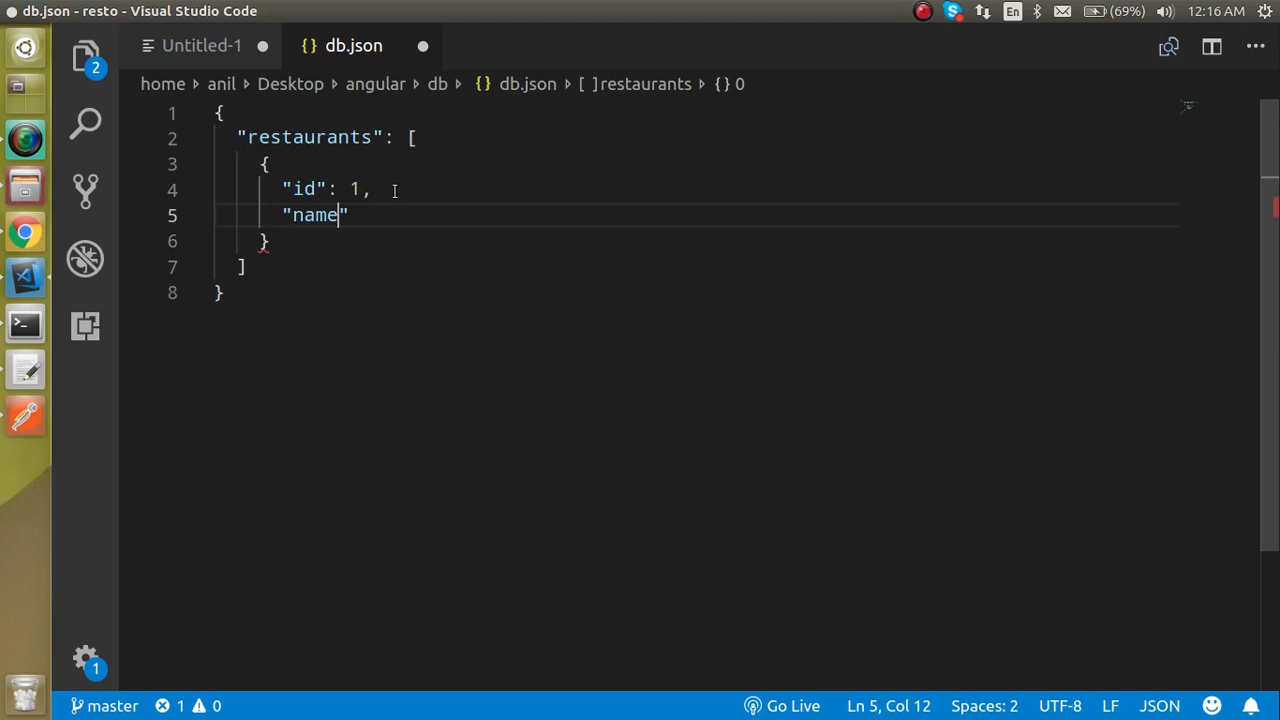 db.json - resto - Visual Studio Code
En
(69%)
12:16 AM
Untitled-1
{} db.json
home
anil
Desktop
angular
db
{} db.json
[ ]restaurants
{} 0
2
1 {
2 "restaurants": [
3 {
4 "id": 1,
5 "name"
6 }
7 ]
8 }
1
master
1
0
Go Live
Ln 5, Col 12
Spaces: 2
UTF-8
LF
JSON